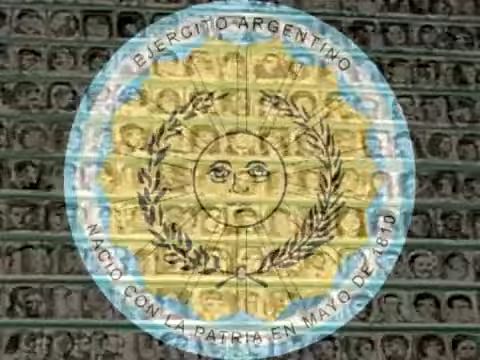 EJERCITO ARGENTINO
NACIO CON LA PATRIA EN MAYO DE 1810